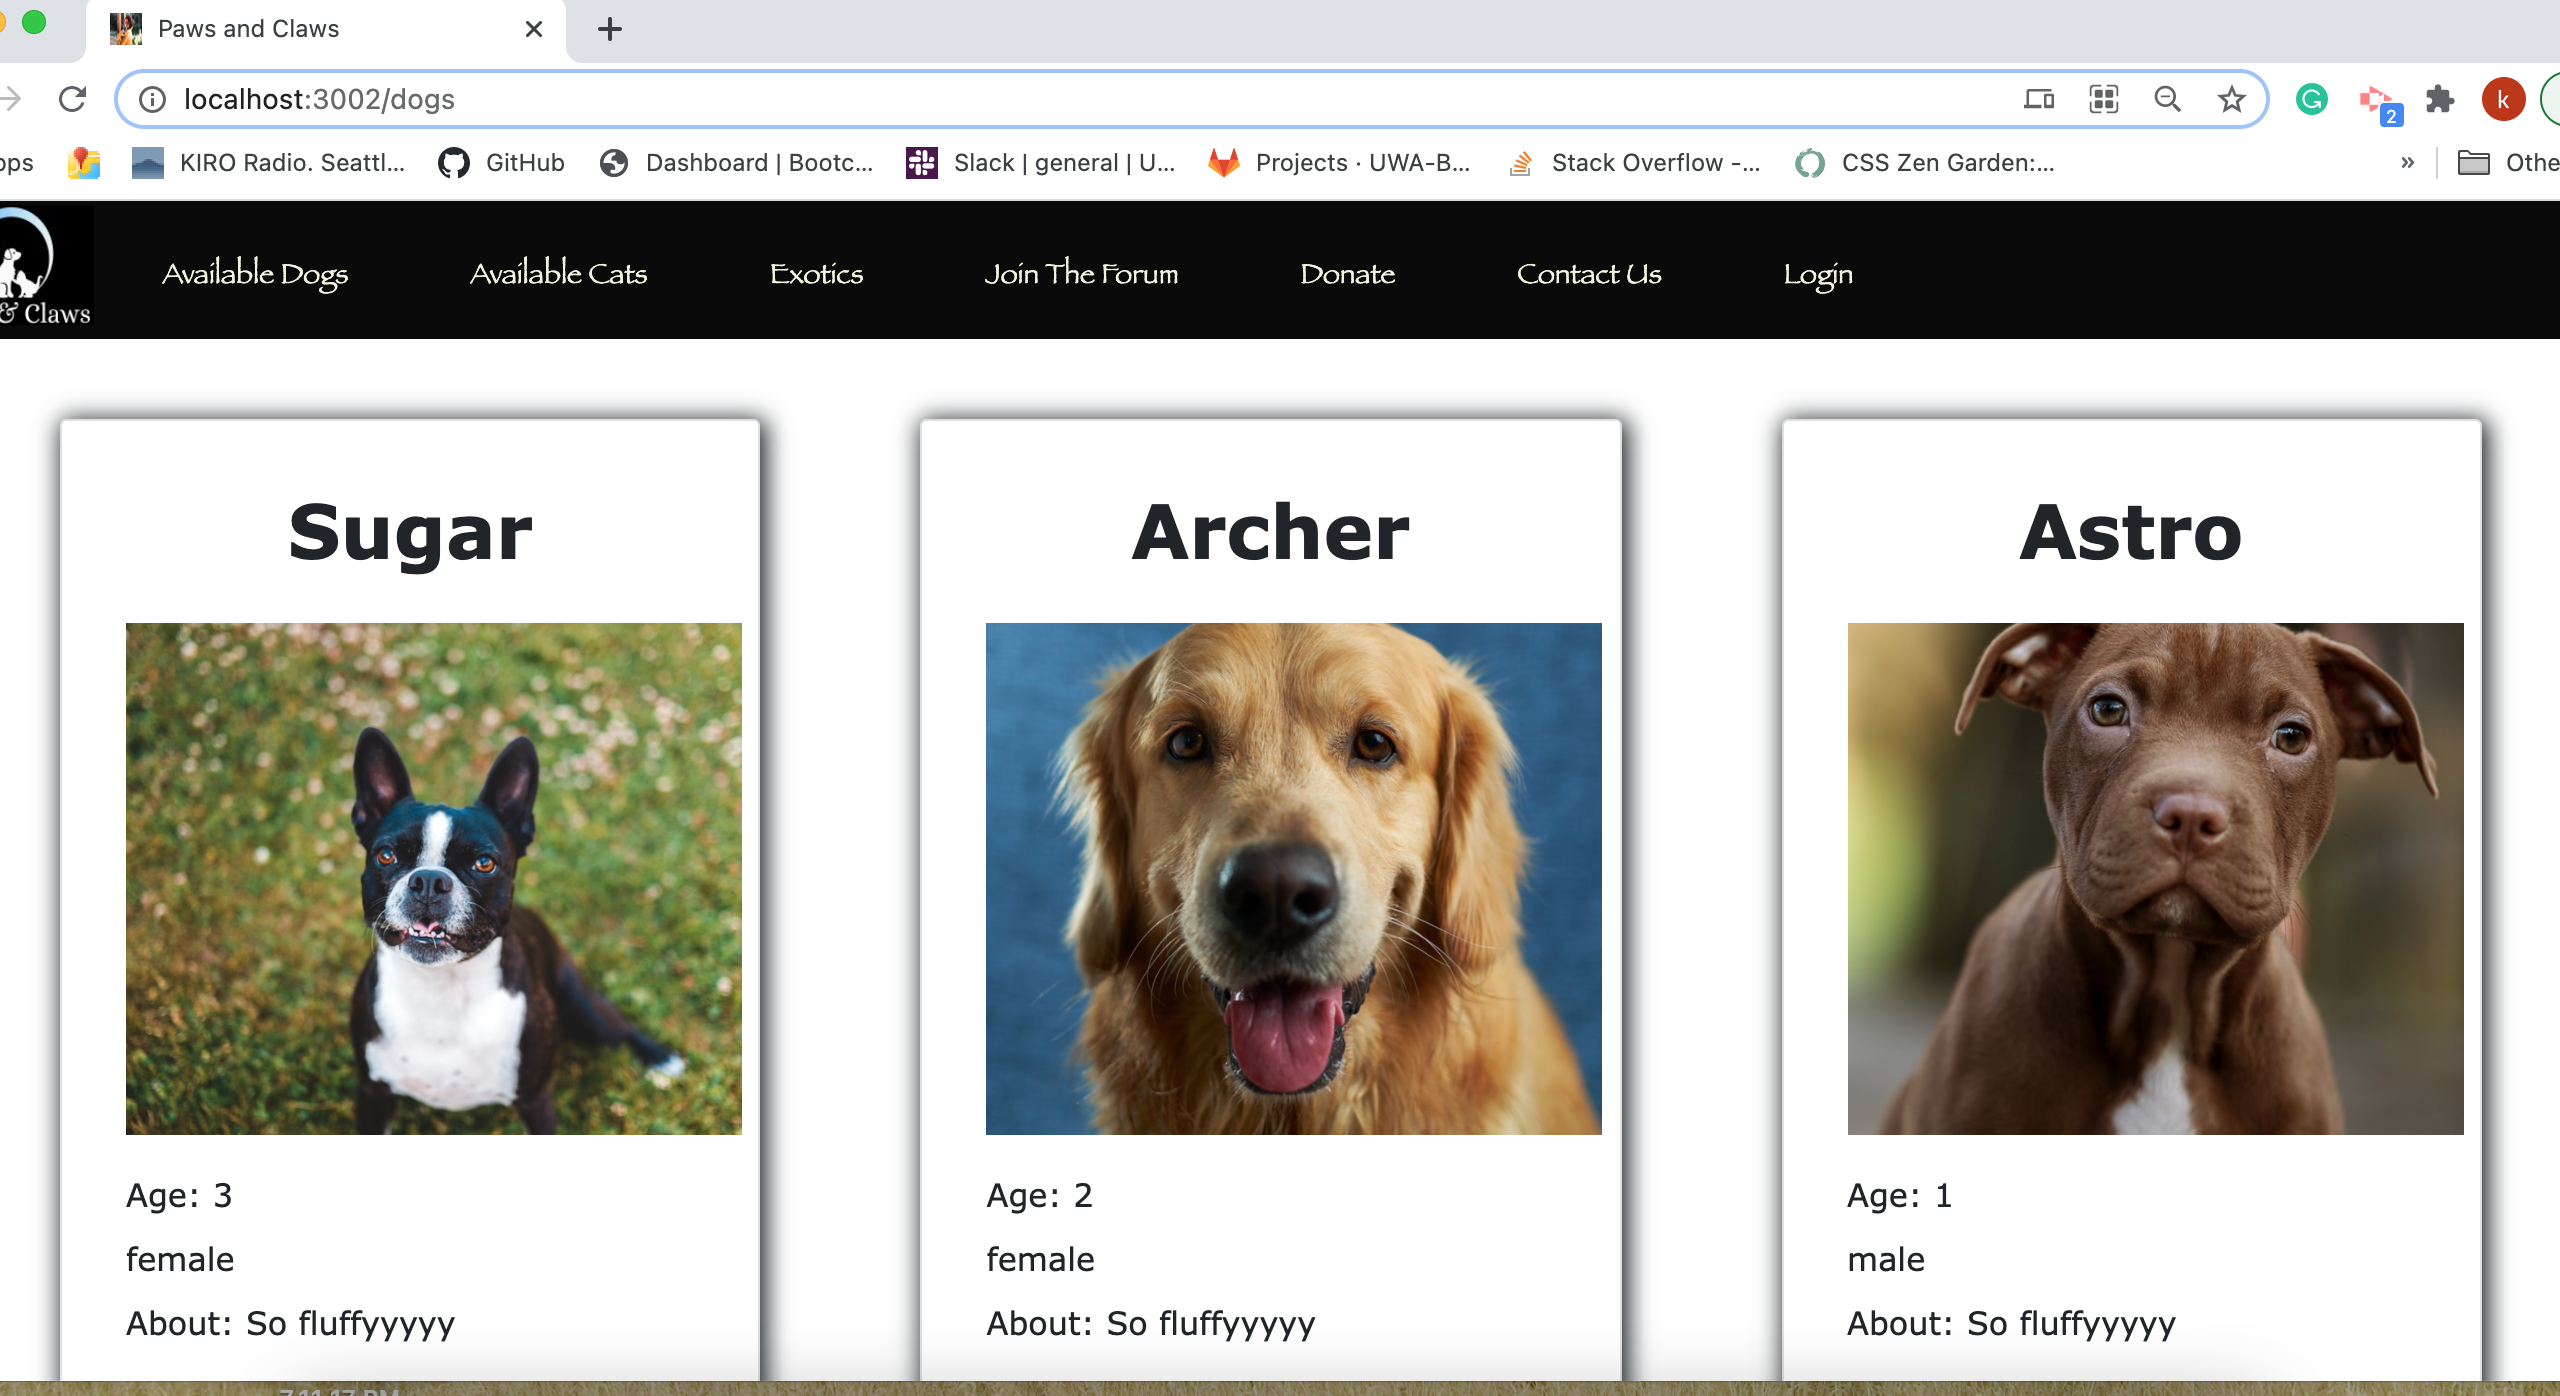 Paws and Claws
localhost:3002/dogs
k
2
KIRO Radio. Seattl... GitHub Dashboard | Bootc... Slack | general | U... Projects · UWA-B... Stack Overflow -... CSS Zen Garden:... »
& Claws
Available Dogs Available Cats Exotics Join The Forum Donate Contact Us Login
Sugar
Age: 3
female
About: So fluffyyyyy
Archer
Age: 2
female
About: So fluffyyyyy
Astro
Age: 1
male
About: So fluffyyyyy